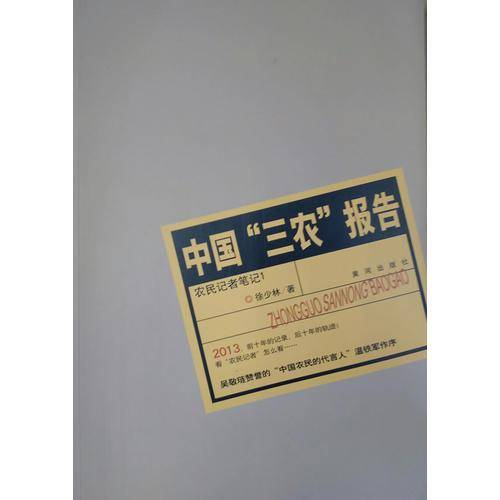 中国“三农”报告
农民记者笔记！
徐少林/著
黄河出版社
ZHONGGUO SANNONG BAOGAO
2013，前十年的记录，后十年的轨迹！
看“农民记者”怎么看……
吴敬琏赞誉的“中国农民的代言人”温铁军作序